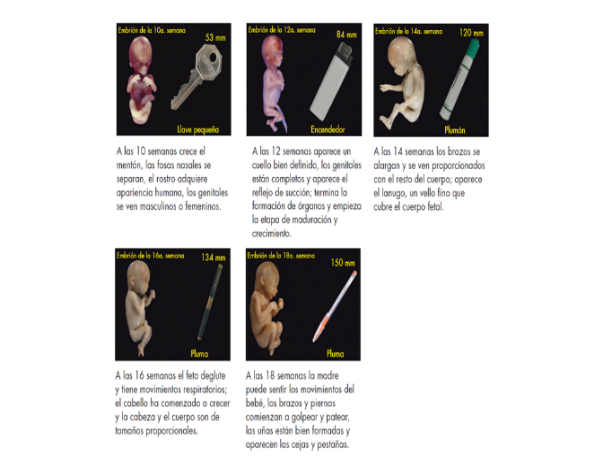 Embrión de la 10a. semana
53 mm
Llave pequeña
A las 10 semanas crece el
mentón, las fosas nasales se
separan, el rostro adquiere
apariencia humana, los genitales
se ven masculinos o femeninos.
Embrión de la 12a. semana
84 mm
Encendedor
A las 12 semanas aparece un
cuello bien definido, los genitales
están completos y aparece el
reflejo de succión; termina la
formación de órganos y empieza
la etapa de maduración y
crecimiento.
Embrión de la 14a. semana
120 mm
Plumón
A las 14 semanas los brazos se
alargan y se ven proporcionados
con el resto del cuerpo; aparece
el lanugo, un vello fino que
cubre el cuerpo fetal.
Embrión de la 16a. semana
134 mm
Pluma
A las 16 semanas el feto deglute
y tiene movimientos respiratorios;
el cabello ha comenzado a crecer
y la cabeza y el cuerpo son de
tamaños proporcionales.
Embrión de la 18a. semana
150 mm
Pluma
A las 18 semanas la madre
puede sentir los movimientos del
bebé, los brazos y piernas
comienzan a golpear y patear,
las uñas están bien formadas y
aparecen las cejas y pestañas.